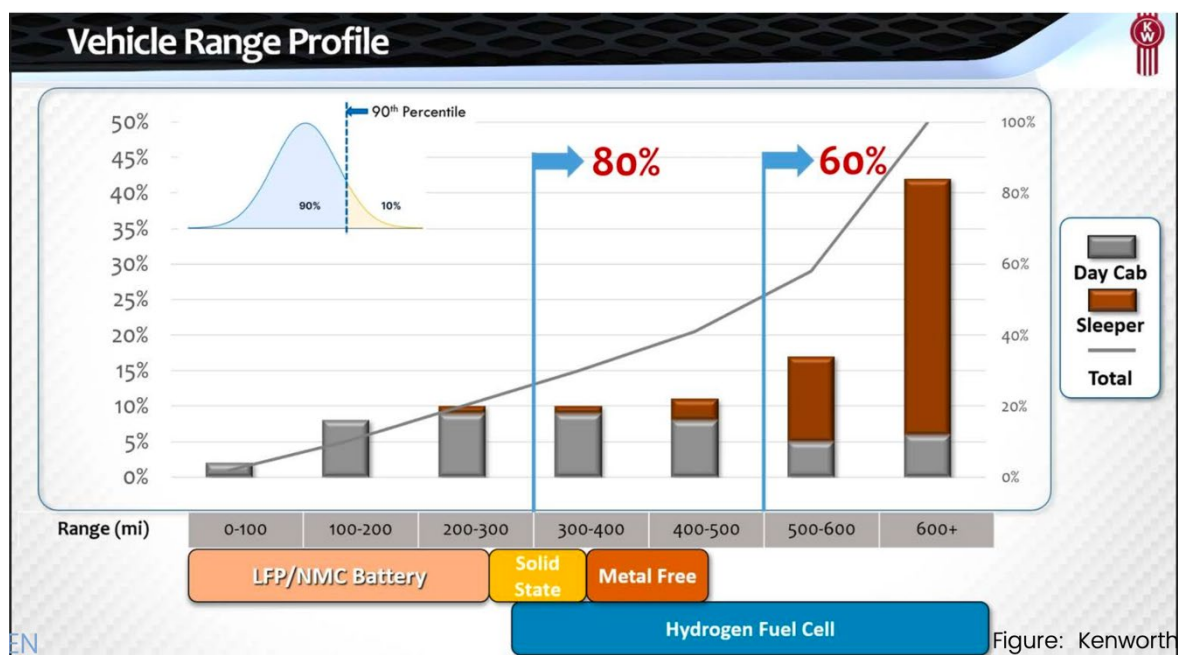 Vehicle Range Profile
KW
90th Percentile
90%
10%
80%
60%
50%
45%
40%
35%
30%
25%
20%
15%
10%
5%
0%
100%
80%
60%
40%
20%
0%
Day Cab
Sleeper
Total
Range (mi) 0-100 100-200 200-300 300-400 400-500 500-600 600+
LFP/NMC Battery
Solid
State
Metal Free
Hydrogen Fuel Cell
EN
Figure: Kenworth